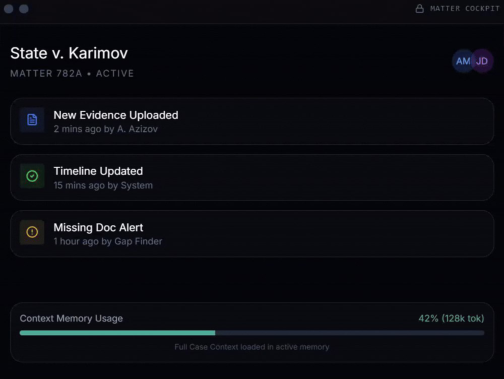 MATTER COCKPIT
State v. Karimov
MATTER 782A • ACTIVE
AM JD
New Evidence Uploaded
2 mins ago by A. Azizov
Timeline Updated
15 mins ago by System
Missing Doc Alert
1 hour ago by Gap Finder
Context Memory Usage 42% (128k tok)
Full Case Context loaded in active memory